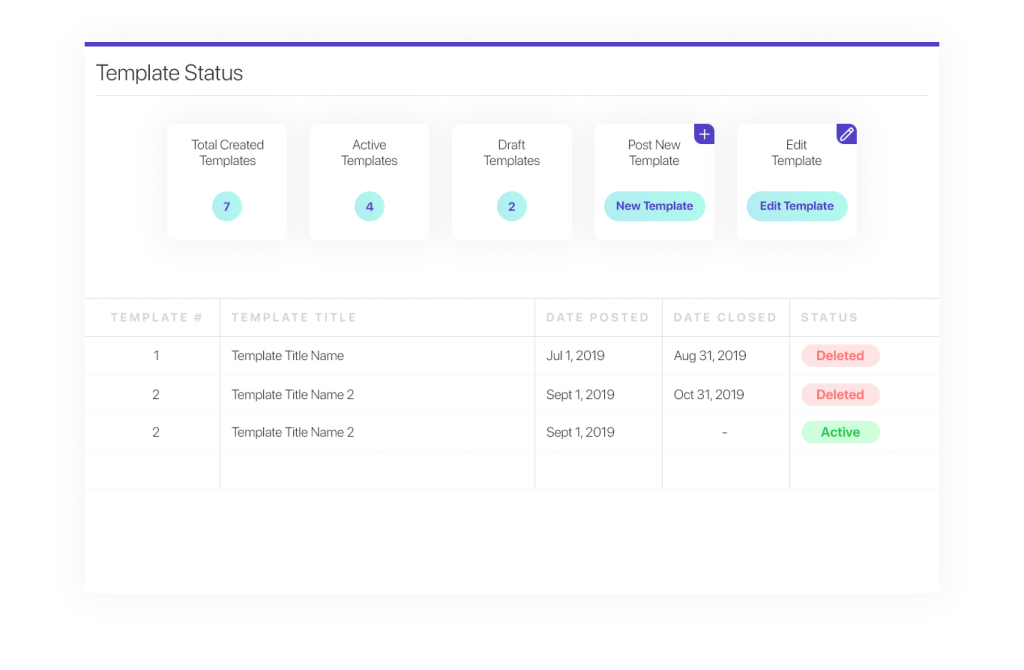 Template Status
Total Created
Templates
7
Active
Templates
4
Draft
Templates
2
Post New
Template
New Template
Edit
Template
Edit Template
TEMPLATE # TEMPLATE TITLE DATE POSTED DATE CLOSED STATUS
1 Template Title Name Jul 1, 2019 Aug 31, 2019 Deleted
2 Template Title Name 2 Sept 1, 2019 Oct 31, 2019 Deleted
2 Template Title Name 2 Sept 1, 2019 - Active